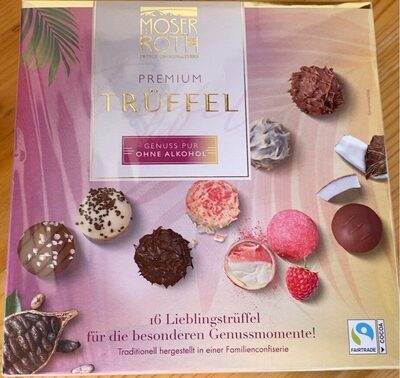 MOSER
ROTH
PREMIUM
TRÜFFEL
GENUSS PUR
OHNE ALKOHOL
16 Lieblingstrüffel
für die besonderen Genussmomente!
Traditionell hergestellt in einer Familienconfiserie
FAIRTRADE
COCOA